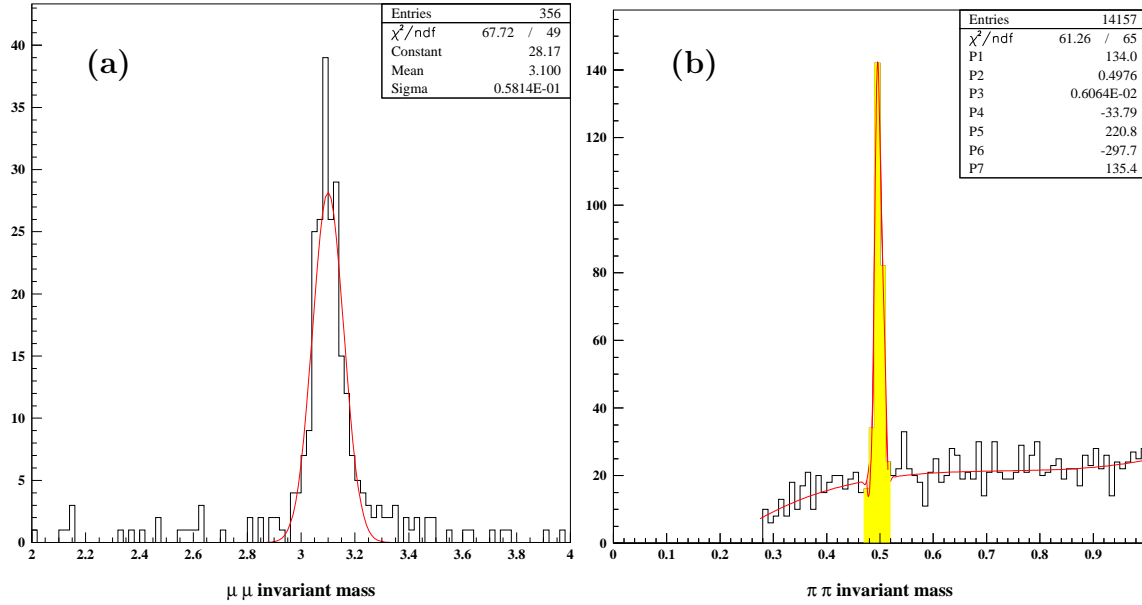 (a)
Entries 356
χ²/ndf 67.72 / 49
Constant 28.17
Mean 3.100
Sigma 0.5814E-01
40
35
30
25
20
15
10
5
0
2 2.2 2.4 2.6 2.8 3.0 3.2 3.4 3.6 3.8 4
μ μ invariant mass
(b)
Entries 14157
χ²/ndf 61.26 / 65
P1 134.0
P2 0.4976
P3 0.6064E-02
P4 -33.79
P5 220.8
P6 -297.7
P7 135.4
140
120
100
80
60
40
20
0
0 0.1 0.2 0.3 0.4 0.5 0.6 0.7 0.8 0.9
π π invariant mass